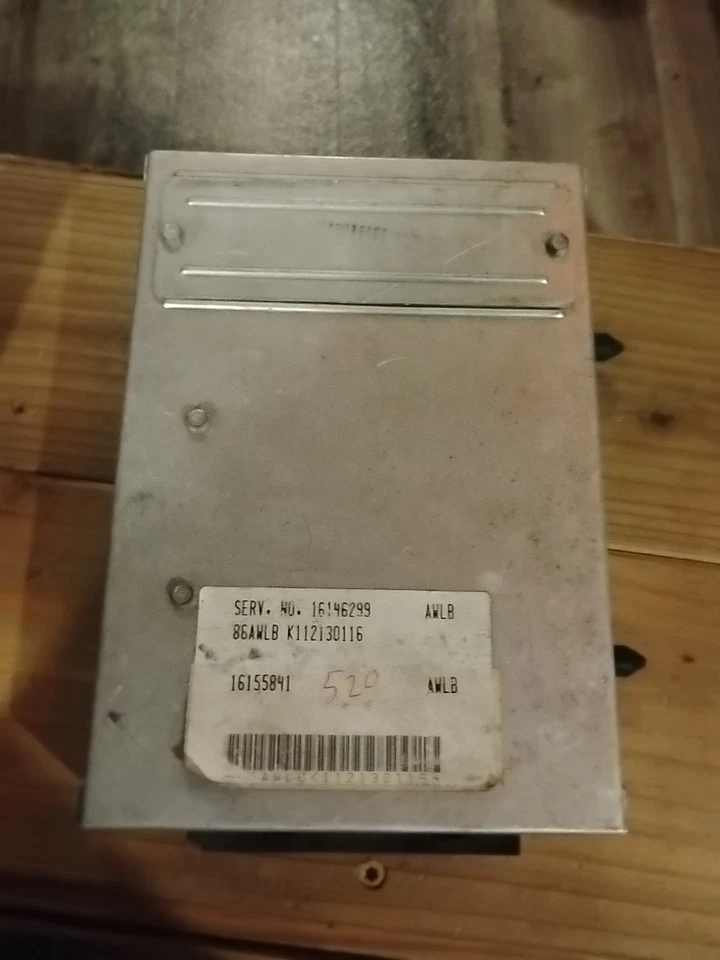 SERV. NO. 16146299 AWLB
86AWLB K112130116
16155841 520 AWLB